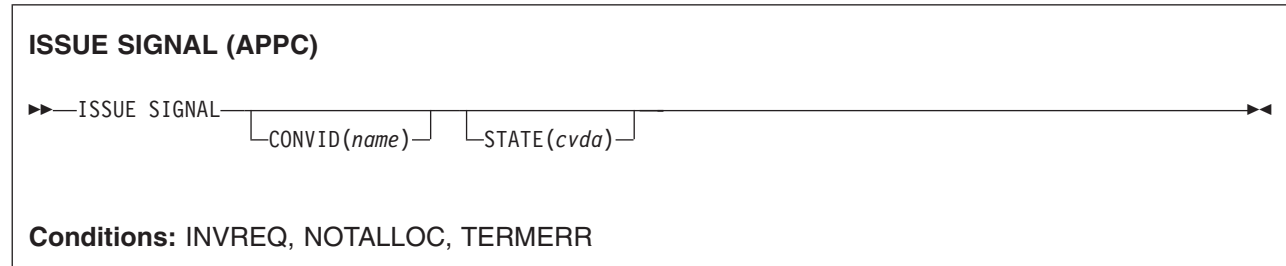 ISSUE SIGNAL (APPC)
ISSUE SIGNAL
CONVID(name) STATE(cvda)
Conditions: INVREQ, NOTALLOC, TERMERR